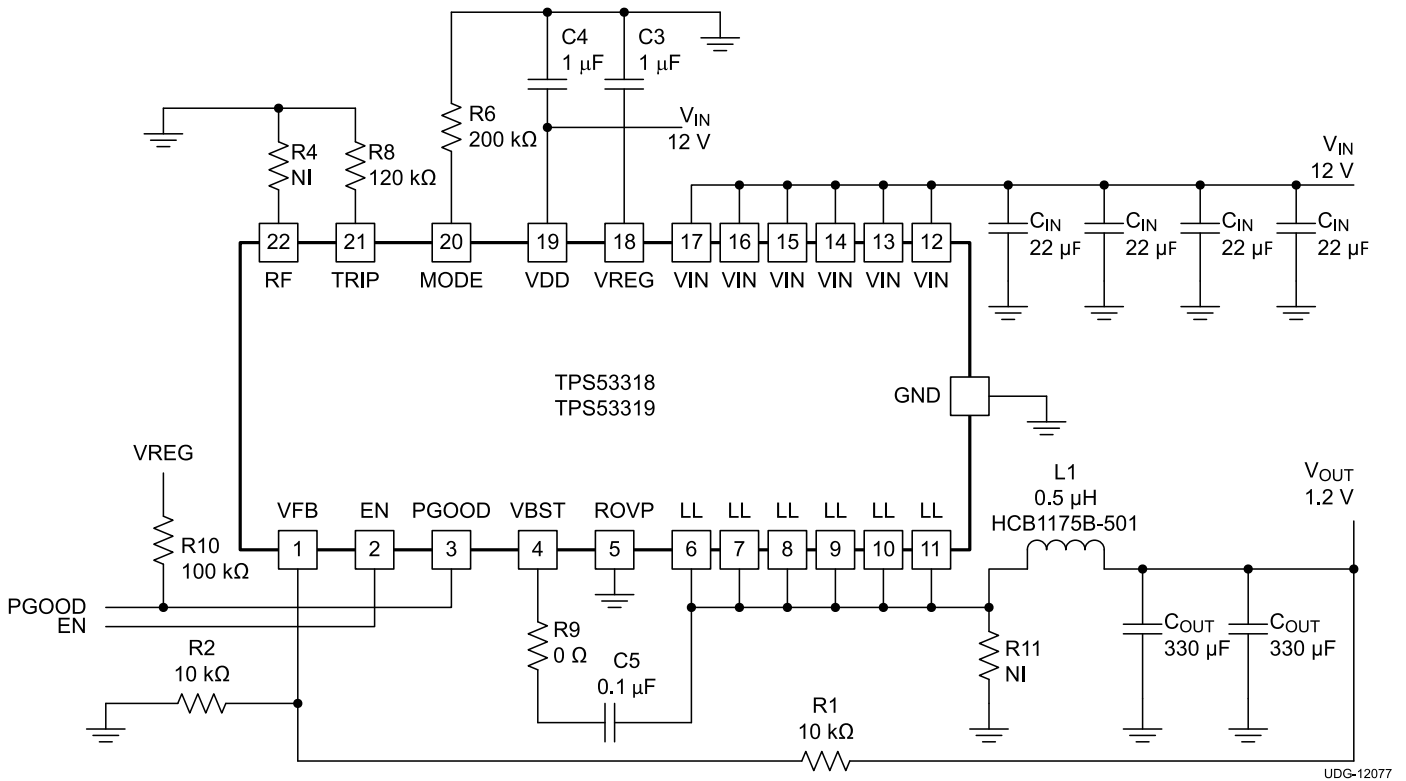 C4
1 μF
C3
1 μF
R6
200 kΩ
VIN
12 V
R4
NI
R8
120 kΩ
VIN
12 V
CIN
22 µF
CIN
22 µF
CIN
22 µF
CIN
22 µF
22 21 20 19 18 17 16 15 14 13 12
RF TRIP MODE VDD VREG VIN VIN VIN VIN VIN VIN
TPS53318
TPS53319
GND
VREG
R10
100 kΩ
VFB EN PGOOD VBST ROVP LL LL LL LL LL LL
1 2 3 4 5 6 7 8 9 10 11
L1
0.5 µH
HCB1175B-501
VOUT
1.2 V
PGOOD
EN
R2
10 kΩ
R9
0 Ω
C5
0.1 µF
R11
NI
COUT
330 µF
COUT
330 µF
R1
10 kΩ
UDG-12077